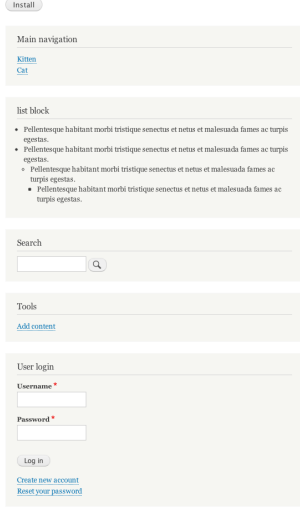 Install
Main navigation
Kitten
Cat
list block
Pellentesque habitant morbi tristique senectus et netus et malesuada fames ac turpis
egestas.
Pellentesque habitant morbi tristique senectus et netus et malesuada fames ac turpis
egestas.
Pellentesque habitant morbi tristique senectus et netus et malesuada fames ac
turpis egestas.
Pellentesque habitant morbi tristique senectus et netus et malesuada fames ac
turpis egestas.
Search
Tools
Add content
User login
Username *
Password *
Log in
Create new account
Reset your password